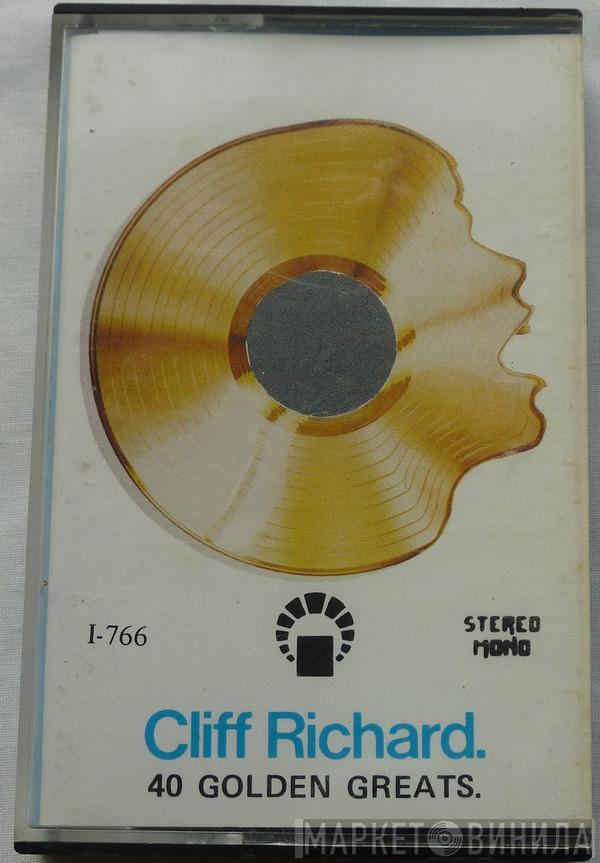 I-766
STEREO
MONO
Cliff Richard.
40 GOLDEN GREATS.
МАРКЕТ ВИНИЛА